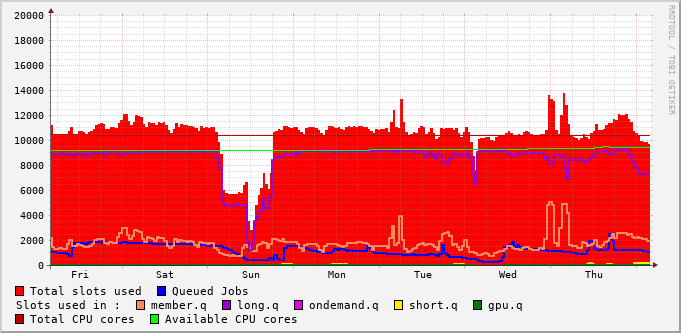 RRDTOOL / TOBI OETIKER
20000
18000
16000
14000
12000
10000
8000
6000
4000
2000
0
Fri Sat Sun Mon Tue Wed Thu
Total slots used Queued Jobs
Slots used in : member.q long.q ondemand.q short.q gpu.q
Total CPU cores Available CPU cores